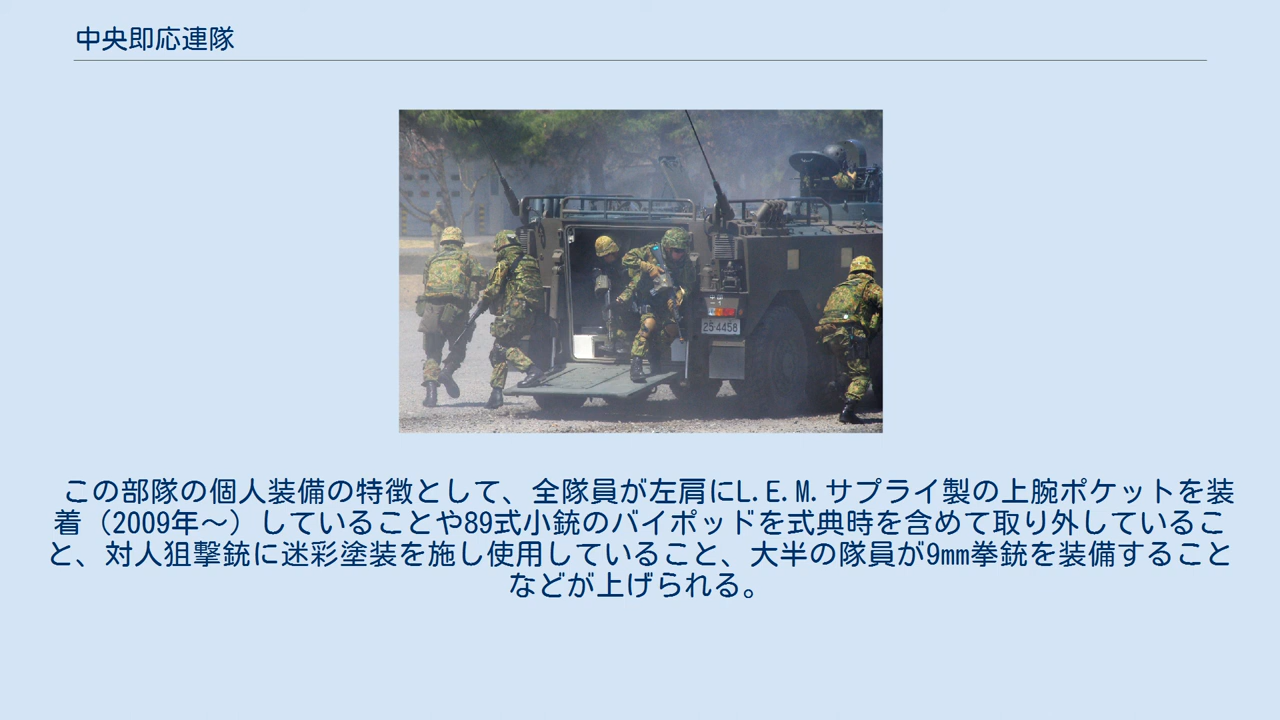 中央即応連隊
25-4458
この部隊の個人装備の特徴として、全隊員が左肩にL.E.M.サプライ製の上腕ポケットを装
着（2009年～）していることや89式小銃のバイポッドを式典時を含めて取り外しているこ
と、対人狙撃銃に迷彩塗装を施し使用していること、大半の隊員が9mm拳銃を装備すること
などが上げられる。